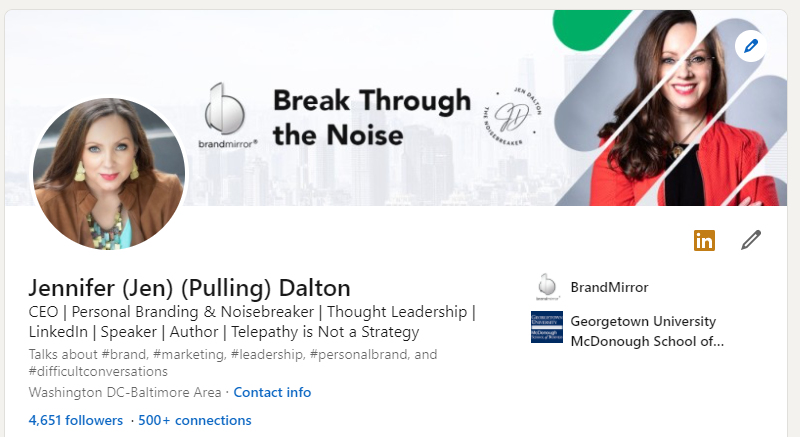 brandmirror®
Break Through
the Noise
JEN DALTON
THE NOISEBREAKER
JD
in
Jennifer (Jen) (Pulling) Dalton
CEO | Personal Branding & Noisebreaker | Thought Leadership |
LinkedIn | Speaker | Author | Telepathy is Not a Strategy
Talks about #brand, #marketing, #leadership, #personalbrand, and
#difficultconversations
Washington DC-Baltimore Area · Contact info
4,651 followers · 500+ connections
BrandMirror
Georgetown University
McDonough School of...